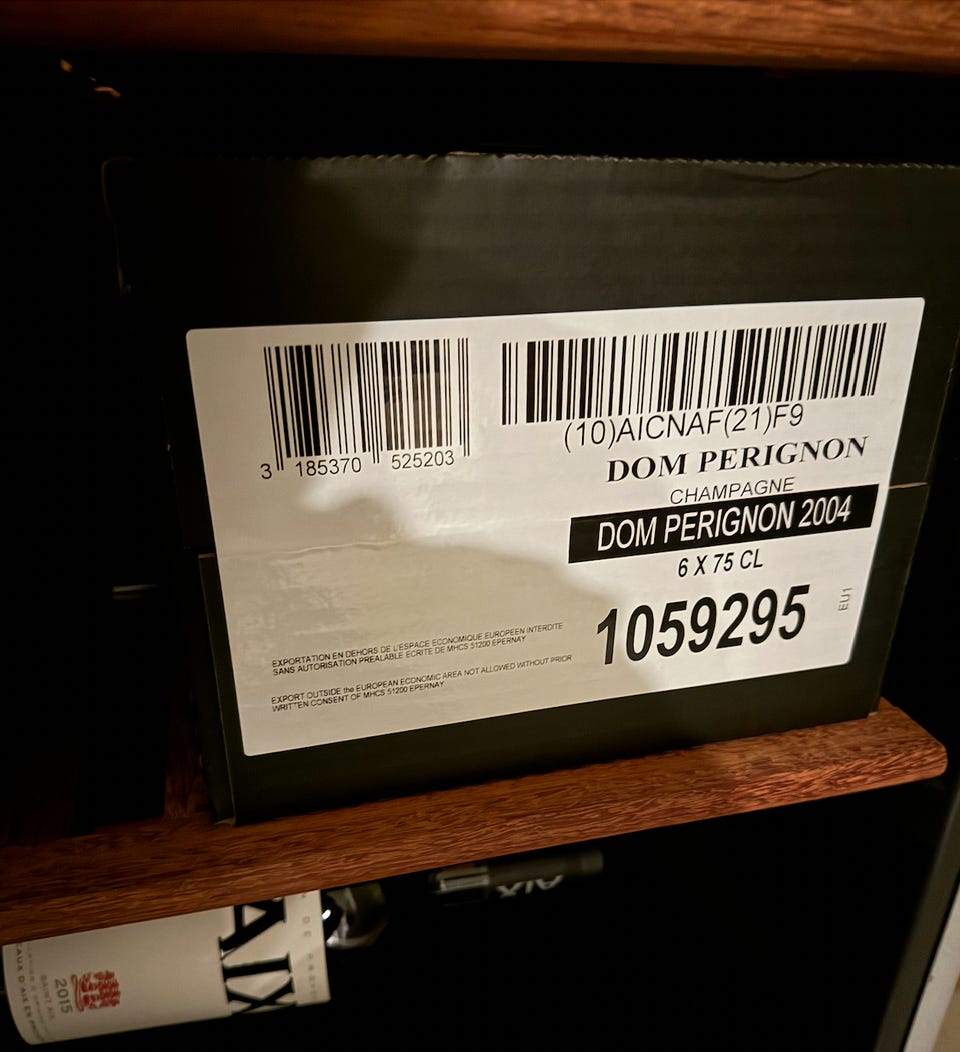 3 185370 525203
(10)AICNAF(21)F9
DOM PERIGNON
CHAMPAGNE
DOM PERIGNON 2004
6 X 75 CL
1059295
EU1
EXPORTATION EN DEHORS DE L'ESPACE ECONOMIQUE EUROPEEN INTERDITE
SANS AUTORISATION PREALABLE ECRITE DE MHCS 51200 EPERNAY
EXPORT OUTSIDE the EUROPEAN ECONOMIC AREA NOT ALLOWED WITHOUT PRIOR
WRITTEN CONSENT OF MHCS 51200 EPERNAY
AIX
AIX
2015